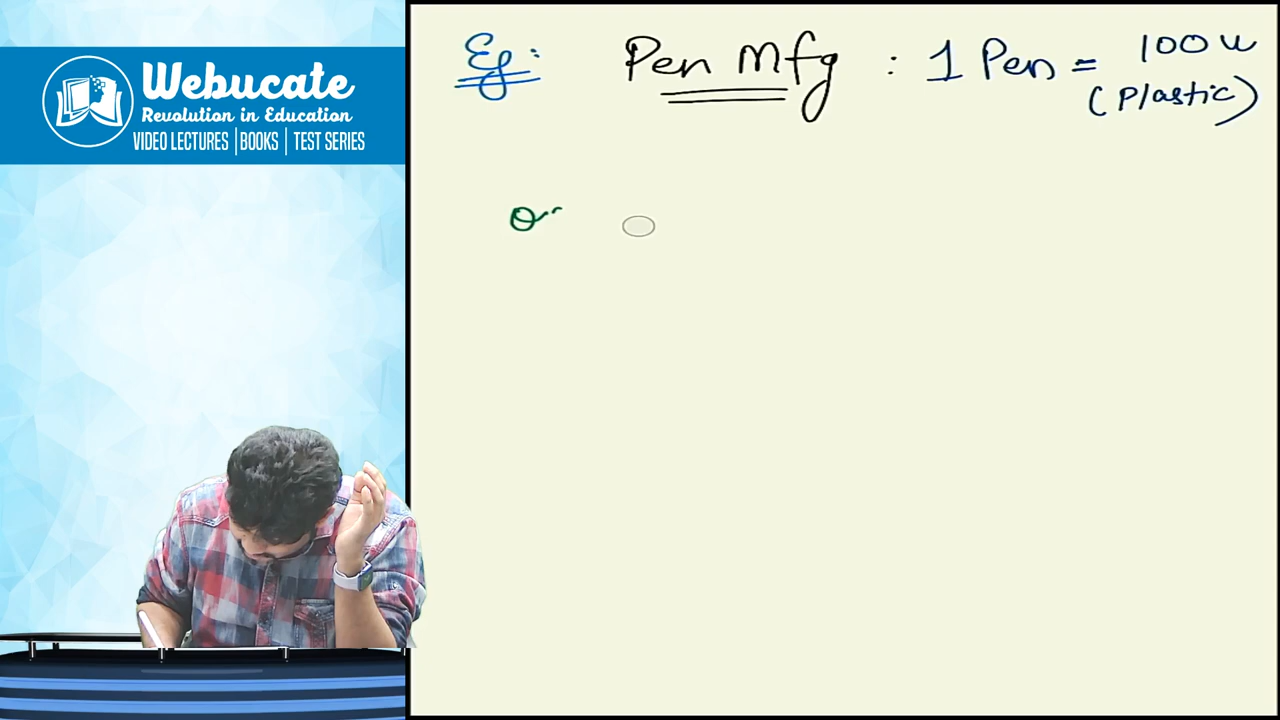 Webucate
Revolution in Education
VIDEO LECTURES | BOOKS | TEST SERIES
Eg: Pen Mfg : 1 Pen = 100 u
(Plastic)